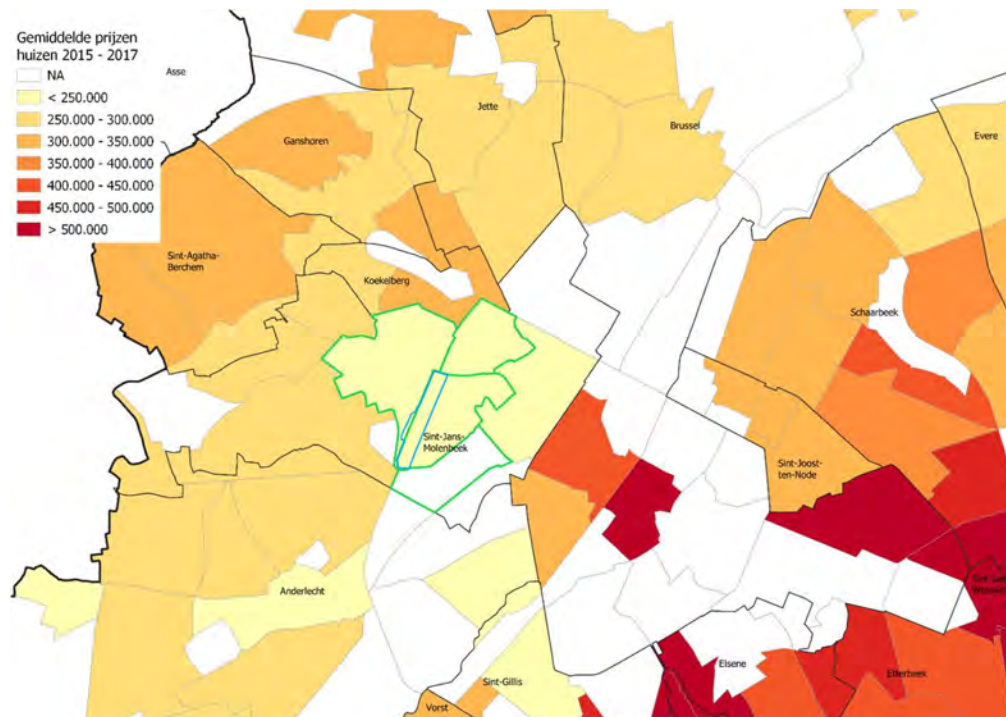 Gemiddelde prijzen
huizen 2015 - 2017
NA
< 250.000
250.000 - 300.000
300.000 - 350.000
350.000 - 400.000
400.000 - 450.000
450.000 - 500.000
> 500.000
Asse
Jette
Brussel
Evere
Ganshoren
Sint-Agatha-
Berchem
Koekelberg
Schaarbeek
Sint-Jans-
Molenbeek
Sint-Joost-
ten-Node
Anderlecht
Elsene
Etterbeek
Sint-Gillis
Vorst